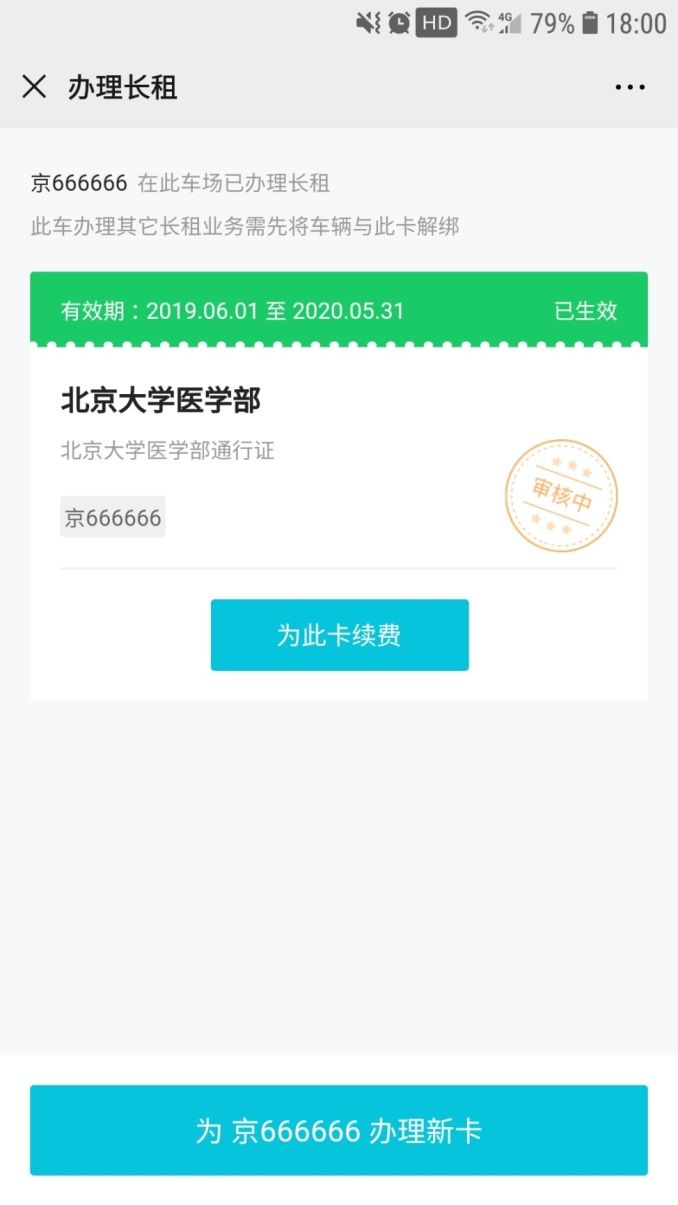 HD 4G 79% 18:00
办理长租
京666666 在此车场已办理长租
此车办理其它长租业务需先将车辆与此卡解绑
有效期：2019.06.01 至 2020.05.31 已生效
北京大学医学部
北京大学医学部通行证
审核中
京666666
为此卡续费
为 京666666 办理新卡